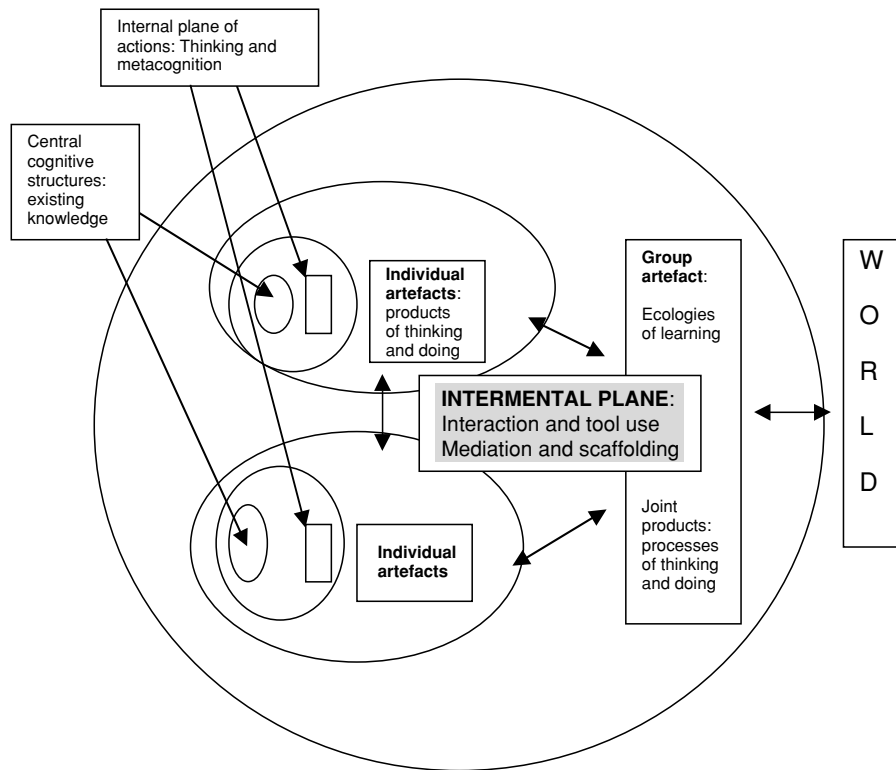 Internal plane of
actions: Thinking and
metacognition
Central
cognitive
structures:
existing
knowledge
Individual
artefacts:
products
of thinking
and doing
Group
artefact:
Ecologies
of learning
INTERMENTAL PLANE:
Interaction and tool use
Mediation and scaffolding
Individual
artefacts
Joint
products:
processes
of thinking
and doing
W
O
R
L
D